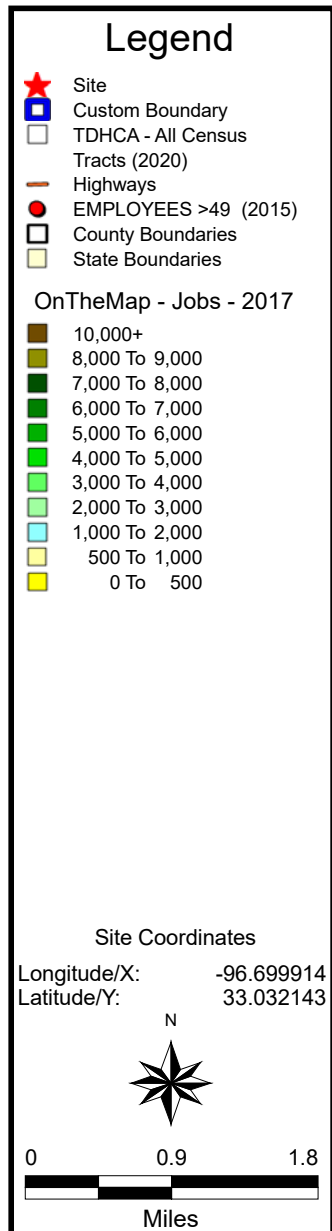 Legend
Site
Custom Boundary
TDHCA - All Census
Tracts (2020)
Highways
EMPLOYEES >49 (2015)
County Boundaries
State Boundaries
OnTheMap - Jobs - 2017
10,000+
8,000 To 9,000
7,000 To 8,000
6,000 To 7,000
5,000 To 6,000
4,000 To 5,000
3,000 To 4,000
2,000 To 3,000
1,000 To 2,000
500 To 1,000
0 To 500
Site Coordinates
Longitude/X: -96.699914
Latitude/Y: 33.032143
N
0 0.9 1.8
Miles